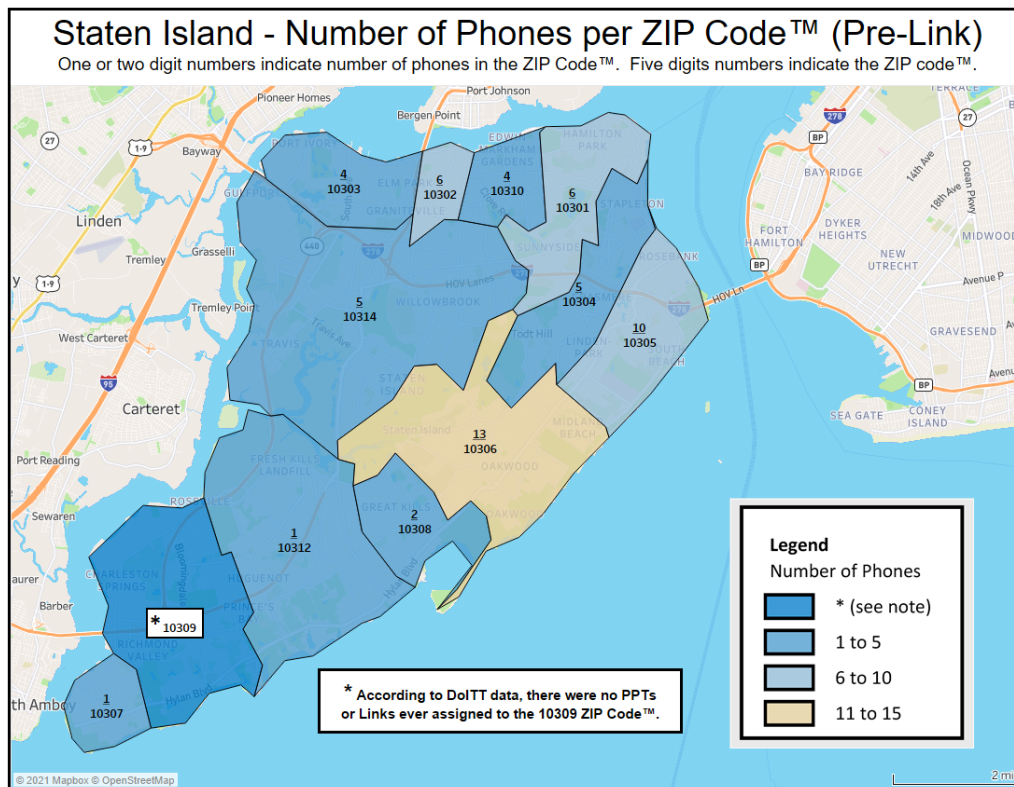 Staten Island - Number of Phones per ZIP Code™ (Pre-Link)
One or two digit numbers indicate number of phones in the ZIP Code™.  Five digits numbers indicate the ZIP code™.
Pioneer Homes
Port Johnson
Bergen Point
TERRACE
27
1-9
Bayway
PORT IVORY
EDWIN MARKHAM GARDENS
HAMILTON PARK
278
BP
BAY RIDGE
14th Ave
18th Ave
Ocean Pkwy
27
4
10303
ELM PARK
6
10302
4
10310
6
10301
GRANITEVILLE
STAPLETON
Linden
Grasselli
440
278
SUNNYSIDE
ROSEBANK
FORT HAMILTON
DYKER HEIGHTS
MIDWOOD
Tremley
HOV Lanes
NEW UTRECHT
BP
1-9
Tremley Point
WILLOWBROOK
5
10304
HOV Ln
Avenue P
5
10314
Todt Hill
10
10305
SOUTH BEACH
GRAVESEND
West Carteret
TRAVIS
Travis Ave
95
STATEN ISLAND
Avenue
BP
Carteret
Staten Island
13
10306
MIDLAND BEACH
SEA GATE
CONEY ISLAND
Port Reading
FRESH KILLS LANDFILL
OAKWOOD
Sewaren
GREAT KILLS
2
10308
OAKWOOD
1
10312
Hylan Blvd
CHARLESTON SPRINGS
Bloomingdale
HUGUENOT
Barber
* 10309
RICHMOND VALLEY
1
10307
Hylan Blvd
Legend
Number of Phones
* (see note)
1 to 5
6 to 10
11 to 15
* According to DoITT data, there were no PPTs
or Links ever assigned to the 10309 ZIP Code™.
© 2021 Mapbox © OpenStreetMap
2 mi